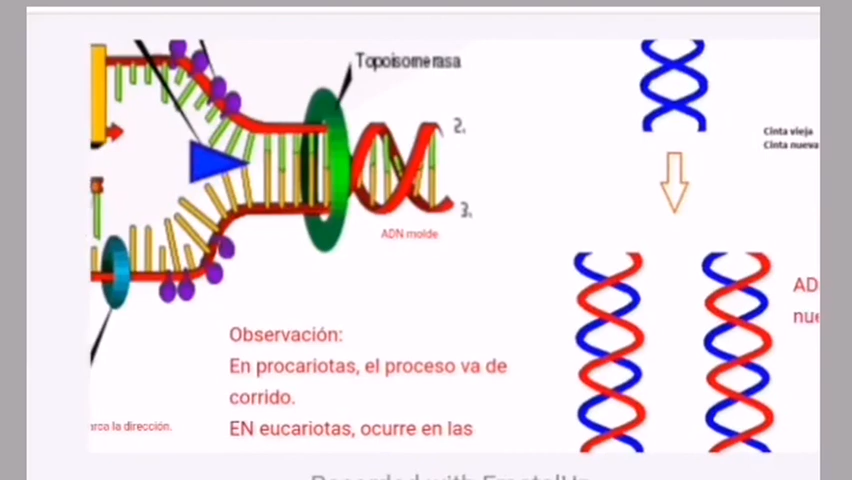 Topoisomerasa
2,
3,
ADN molde
Cinta vieja
Cinta nueva
Observación:
En procariotas, el proceso va de
corrido.
EN eucariotas, ocurre en las
la dirección.